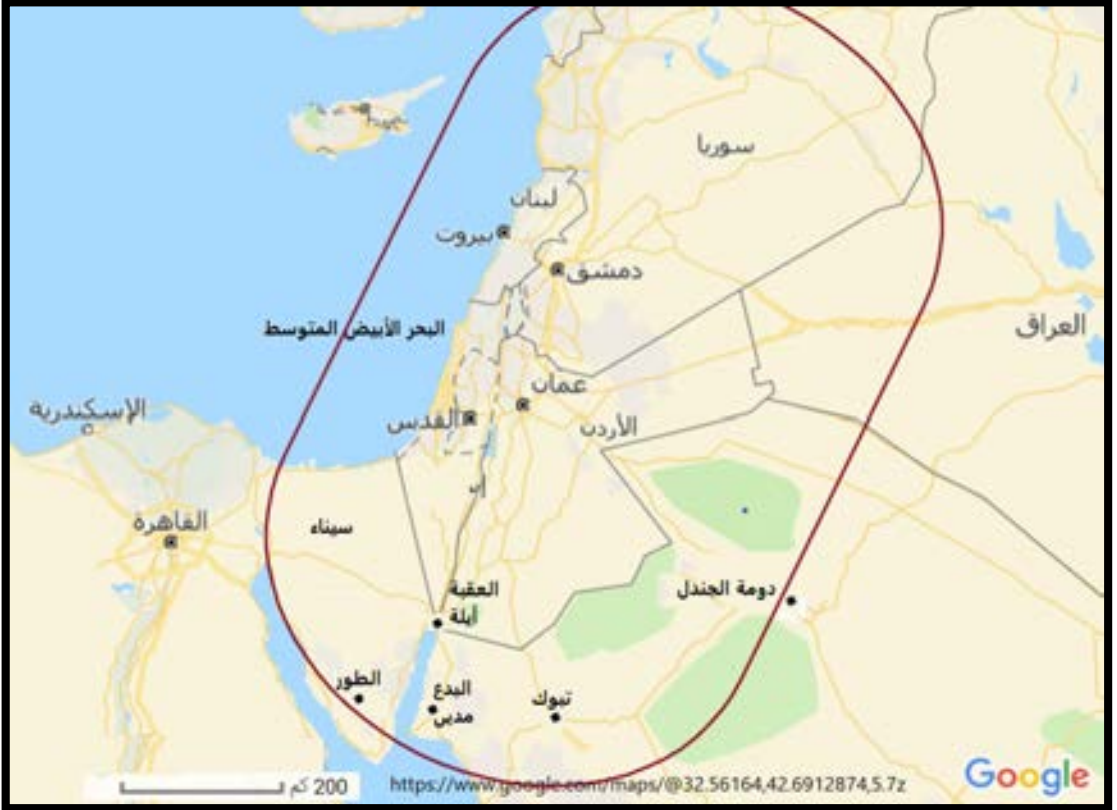 سوريا
لبنان
بيروت
دمشق
البحر الأبيض المتوسط
العراق
عمان
الإسكندرية
القدس
الأردن
إس
القاهرة
سيناء
العقبة
أيلة
دومة الجندل
الطور
البدع
مدين
تبوك
200 كم
https://www.google.com/maps/@32.56164,42.6912874,5.7z
Google